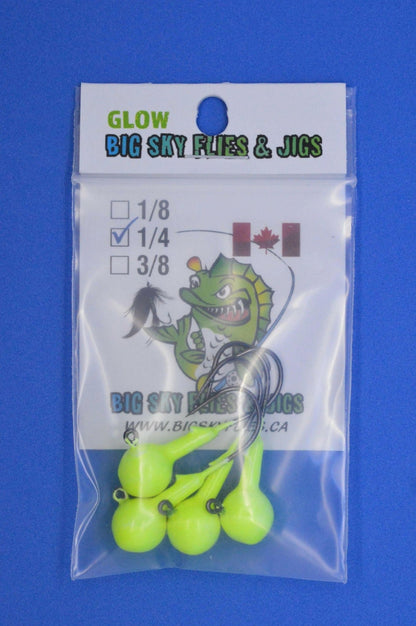 GLOW
BIG SKY FLIES & JIGS
1/8
1/4
3/8
BIG SKY FLIES & JIGS
WWW.BIGSKYFLIES.CA